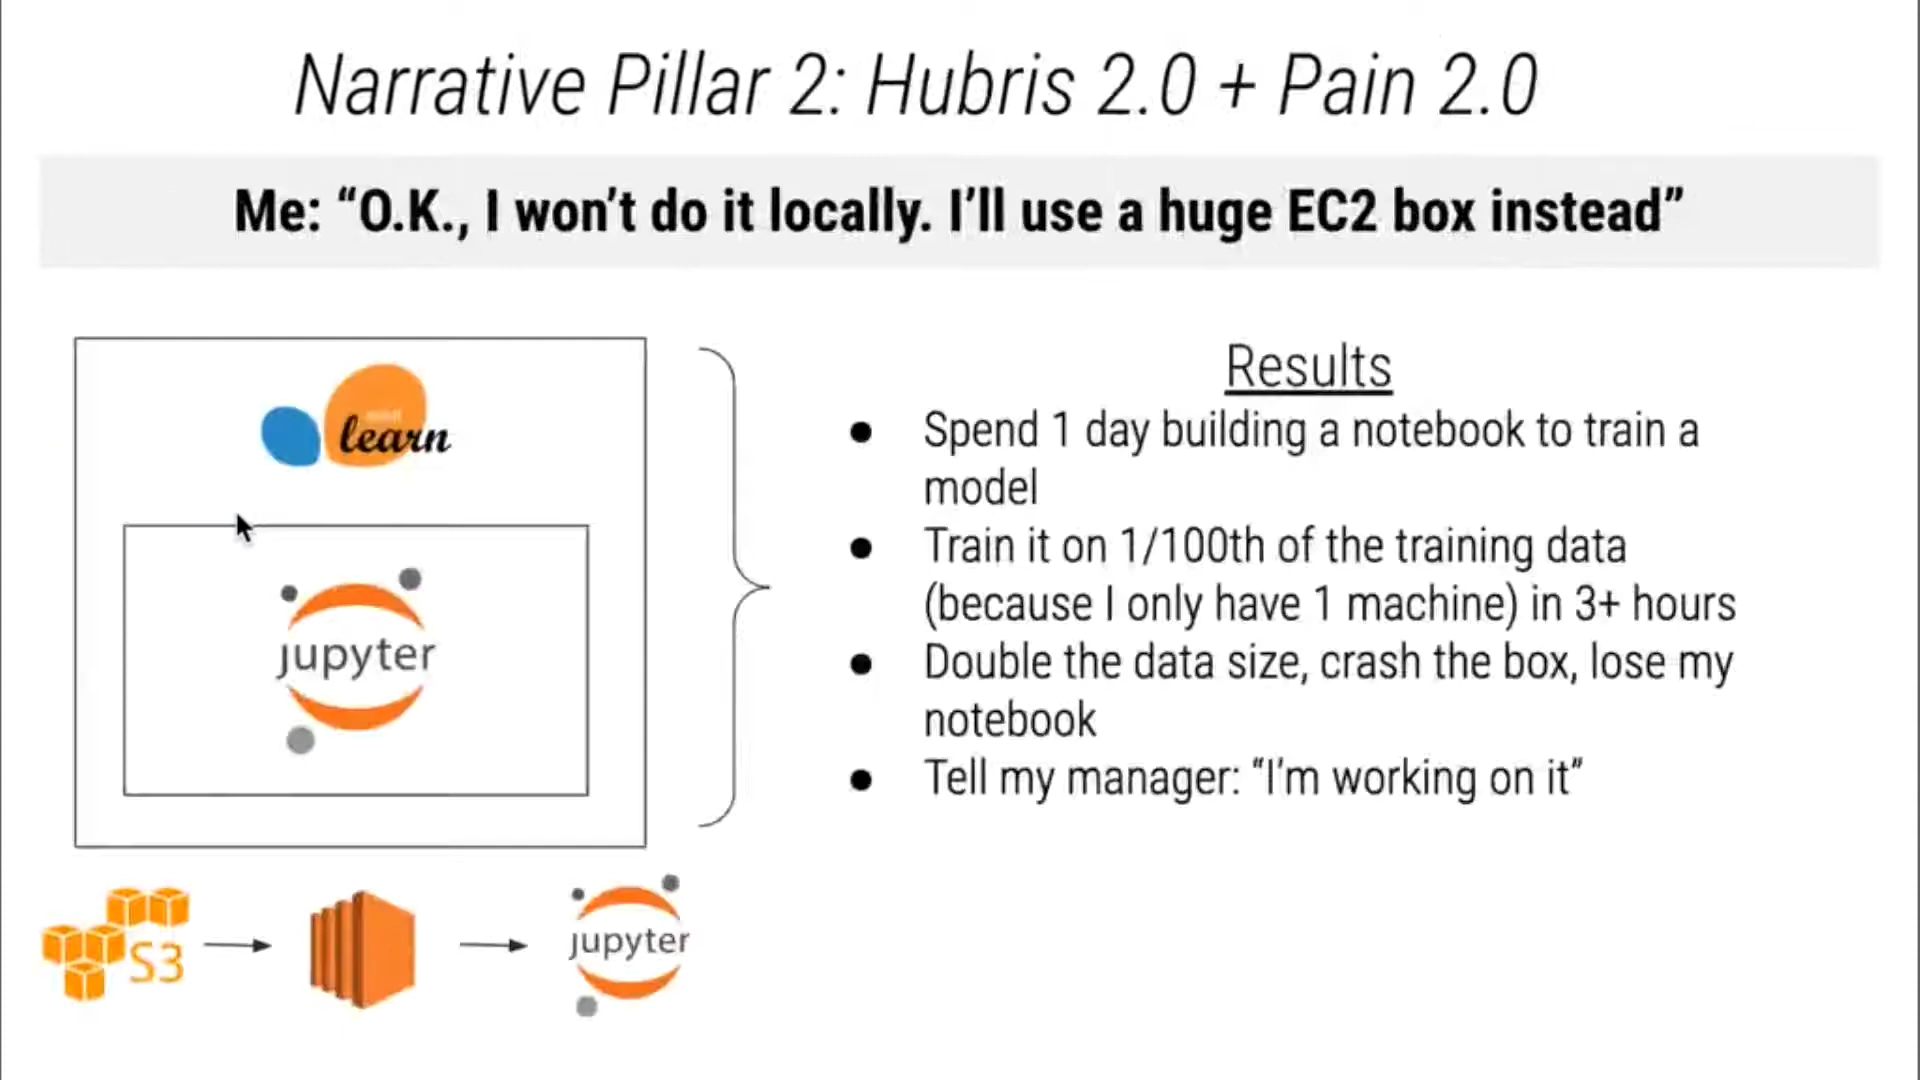 Narrative Pillar 2: Hubris 2.0 + Pain 2.0
Me: “O.K., I won’t do it locally. I’ll use a huge EC2 box instead”
learn
jupyter
Results
● Spend 1 day building a notebook to train a
model
● Train it on 1/100th of the training data
(because I only have 1 machine) in 3+ hours
● Double the data size, crash the box, lose my
notebook
● Tell my manager: “I’m working on it”
S3
jupyter